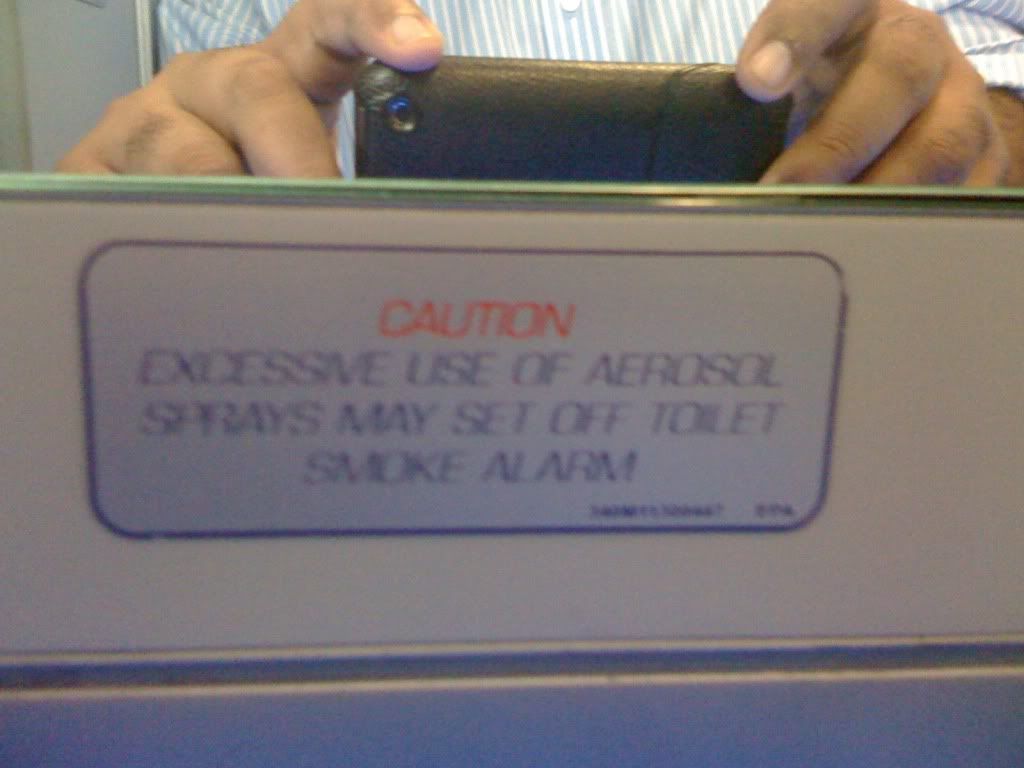 CAUTION
EXCESSIVE USE OF AEROSOL
SPRAYS MAY SET OFF TOILET
SMOKE ALARM